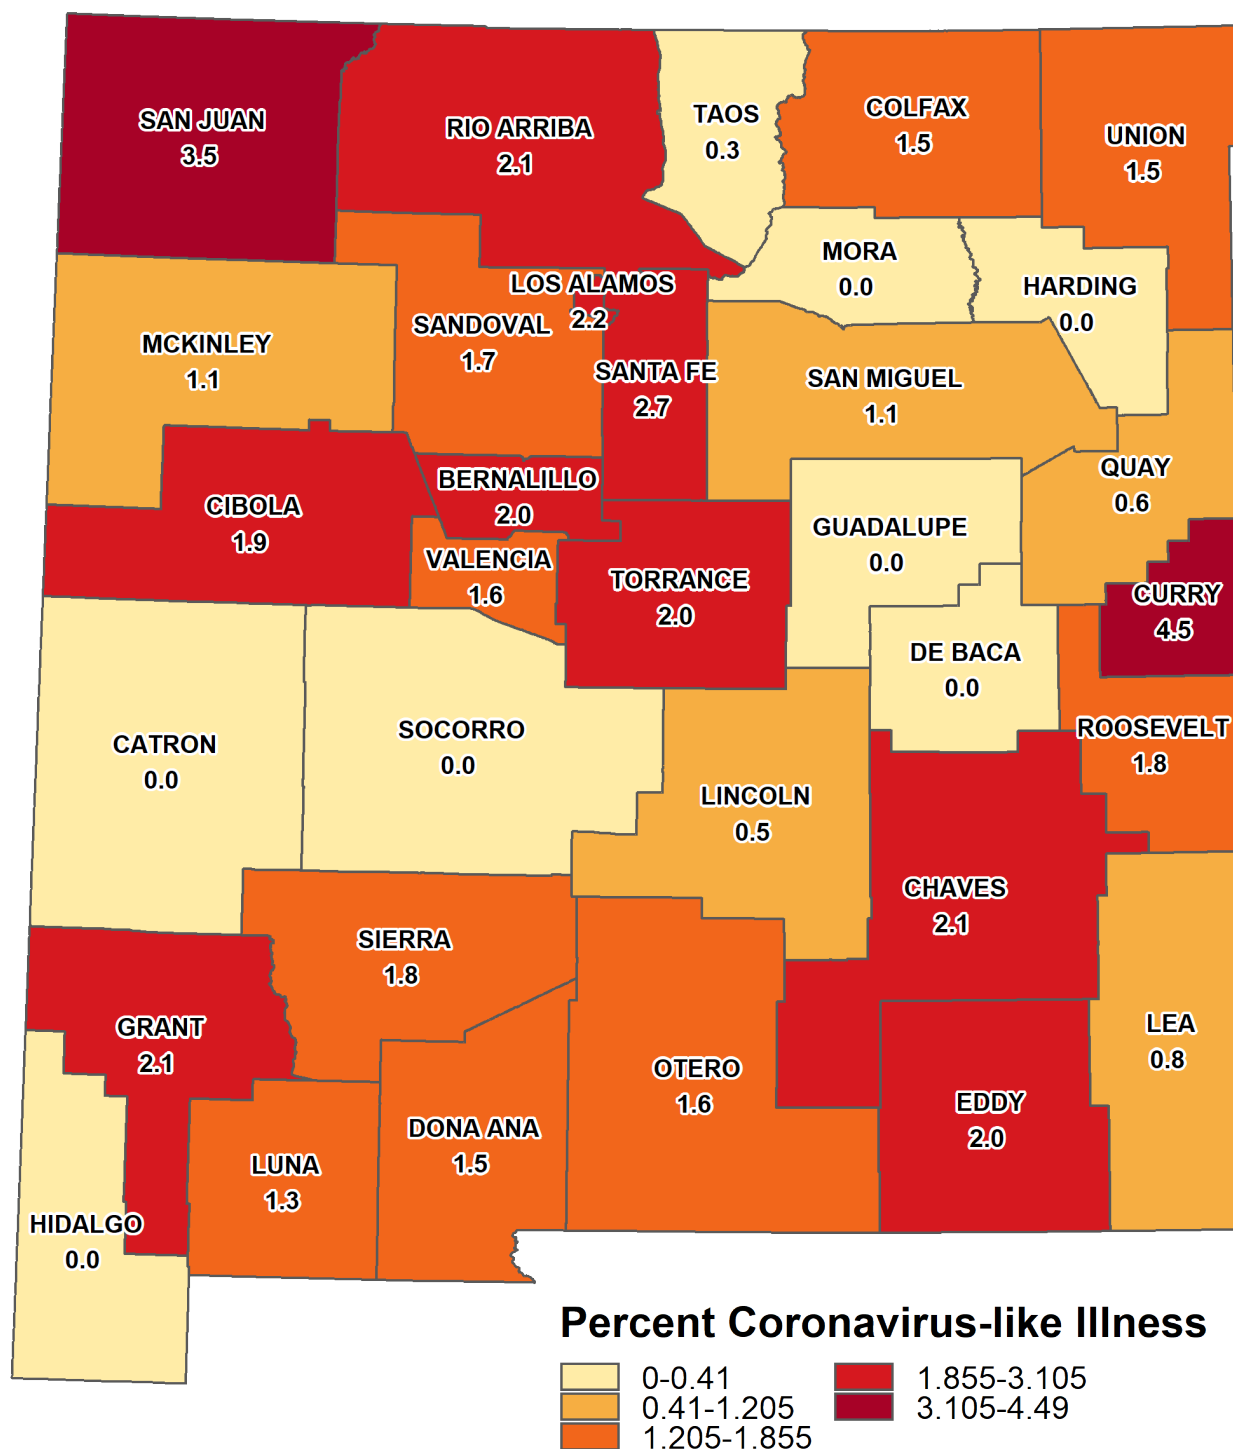 SAN JUAN
3.5
RIO ARRIBA
2.1
TAOS
0.3
COLFAX
1.5
UNION
1.5
MORA
0.0
HARDING
0.0
LOS ALAMOS
2.2
SANDOVAL
1.7
MCKINLEY
1.1
SANTA FE
2.7
SAN MIGUEL
1.1
QUAY
0.6
BERNALILLO
2.0
CIBOLA
1.9
GUADALUPE
0.0
VALENCIA
1.6
TORRANCE
2.0
CURRY
4.5
DE BACA
0.0
ROOSEVELT
1.8
CATRON
0.0
SOCORRO
0.0
LINCOLN
0.5
CHAVES
2.1
SIERRA
1.8
GRANT
2.1
LEA
0.8
OTERO
1.6
EDDY
2.0
DONA ANA
1.5
LUNA
1.3
HIDALGO
0.0
Percent Coronavirus-like Illness
0-0.41
0.41-1.205
1.205-1.855
1.855-3.105
3.105-4.49